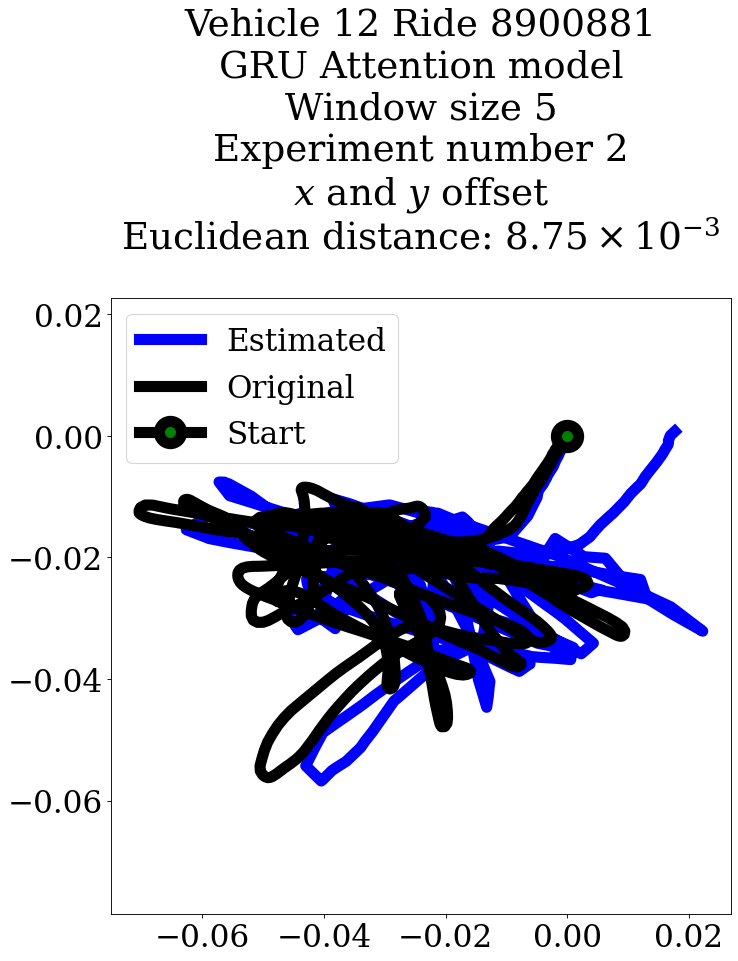 Vehicle 12 Ride 8900881
GRU Attention model
Window size 5
Experiment number 2
x and y offset
Euclidean distance: 8.75 × 10⁻³
Estimated
Original
Start
0.02
0.00
−0.02
−0.04
−0.06
−0.06 −0.04 −0.02 0.00 0.02